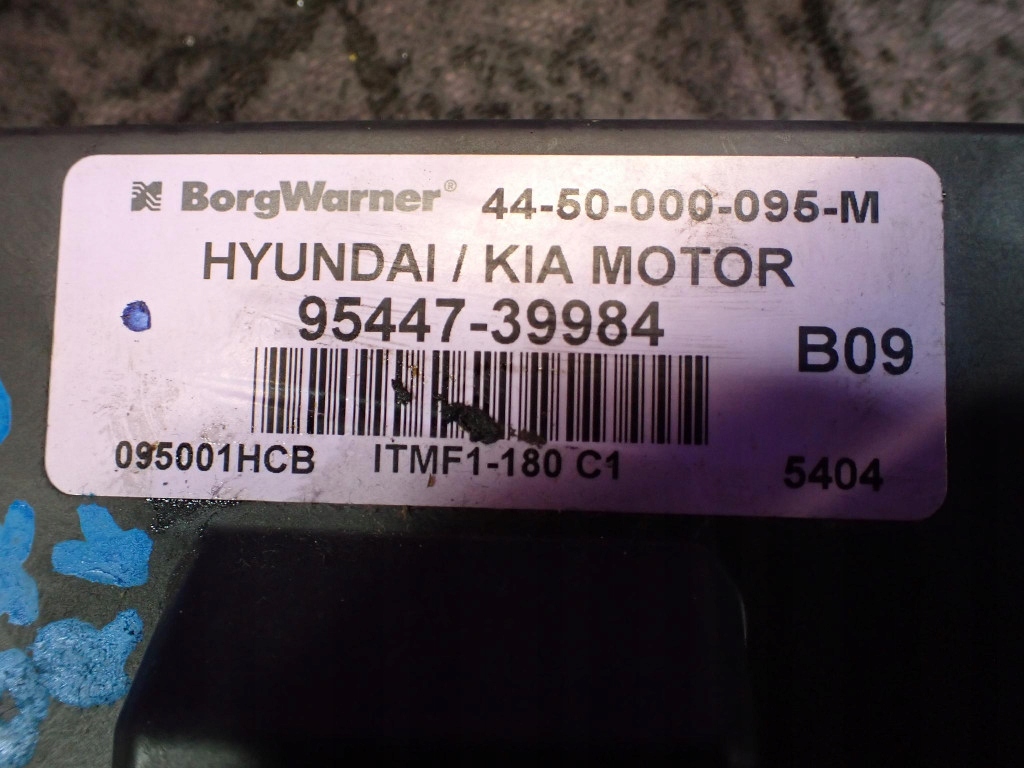 BorgWarner® 44-50-000-095-M
HYUNDAI / KIA MOTOR
95447-39984
B09
095001HCB ITMF1-180 C1 5404